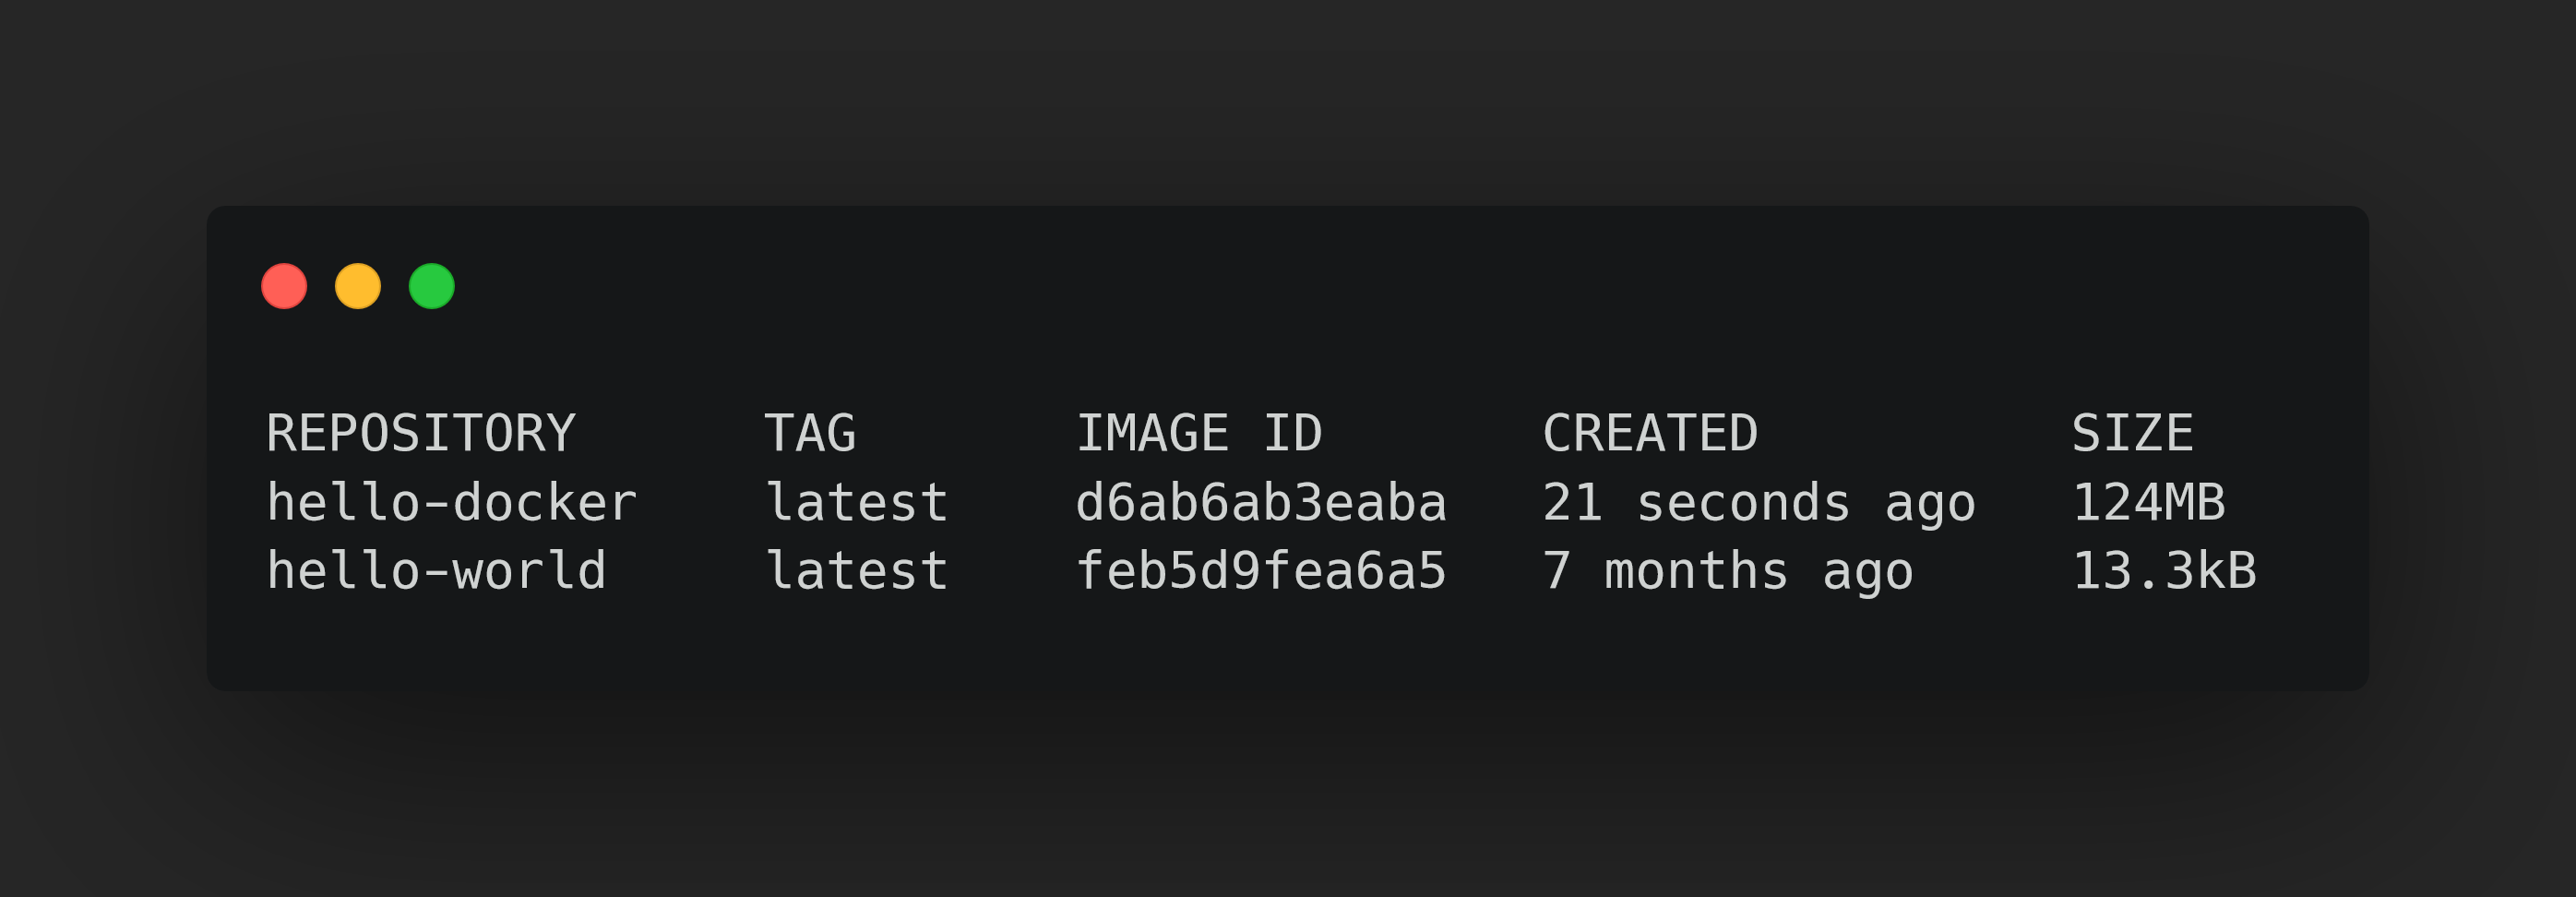 REPOSITORY TAG IMAGE ID CREATED SIZE
hello-docker latest d6ab6ab3eaba 21 seconds ago 124MB
hello-world latest feb5d9fea6a5 7 months ago 13.3kB